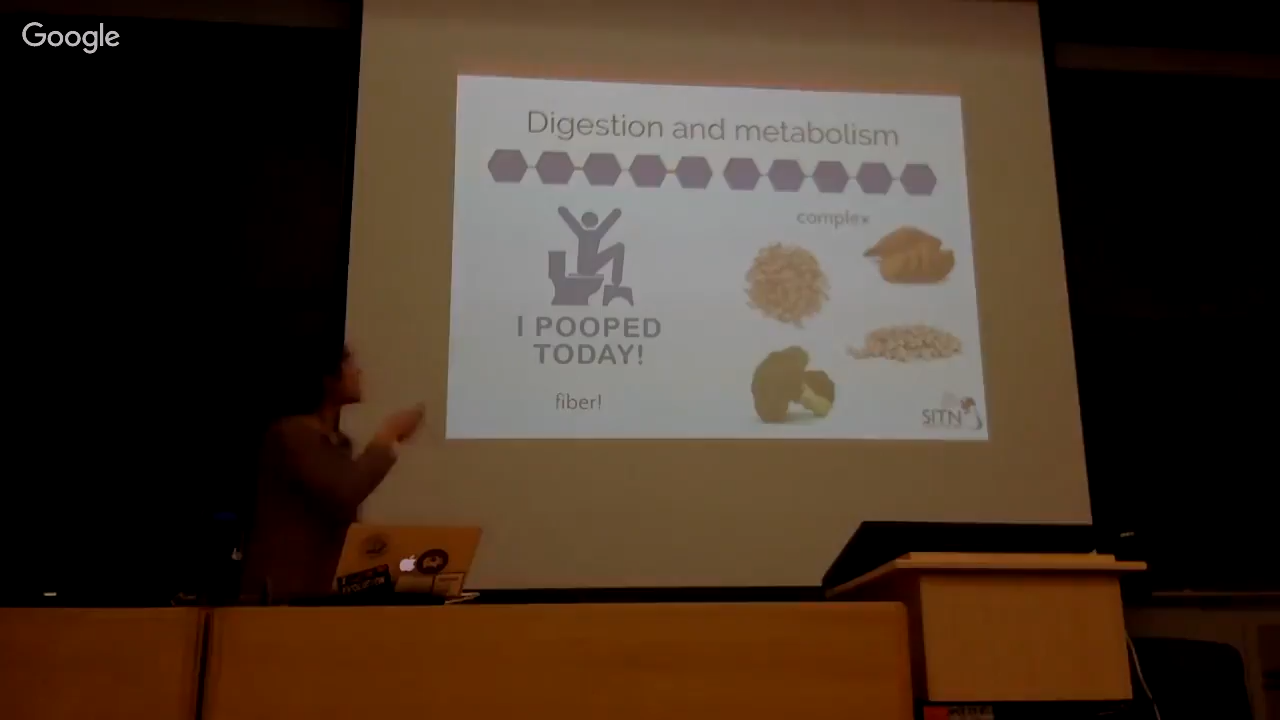 Google
Digestion and metabolism
complex
I POOPED
TODAY!
fiber!
SITN